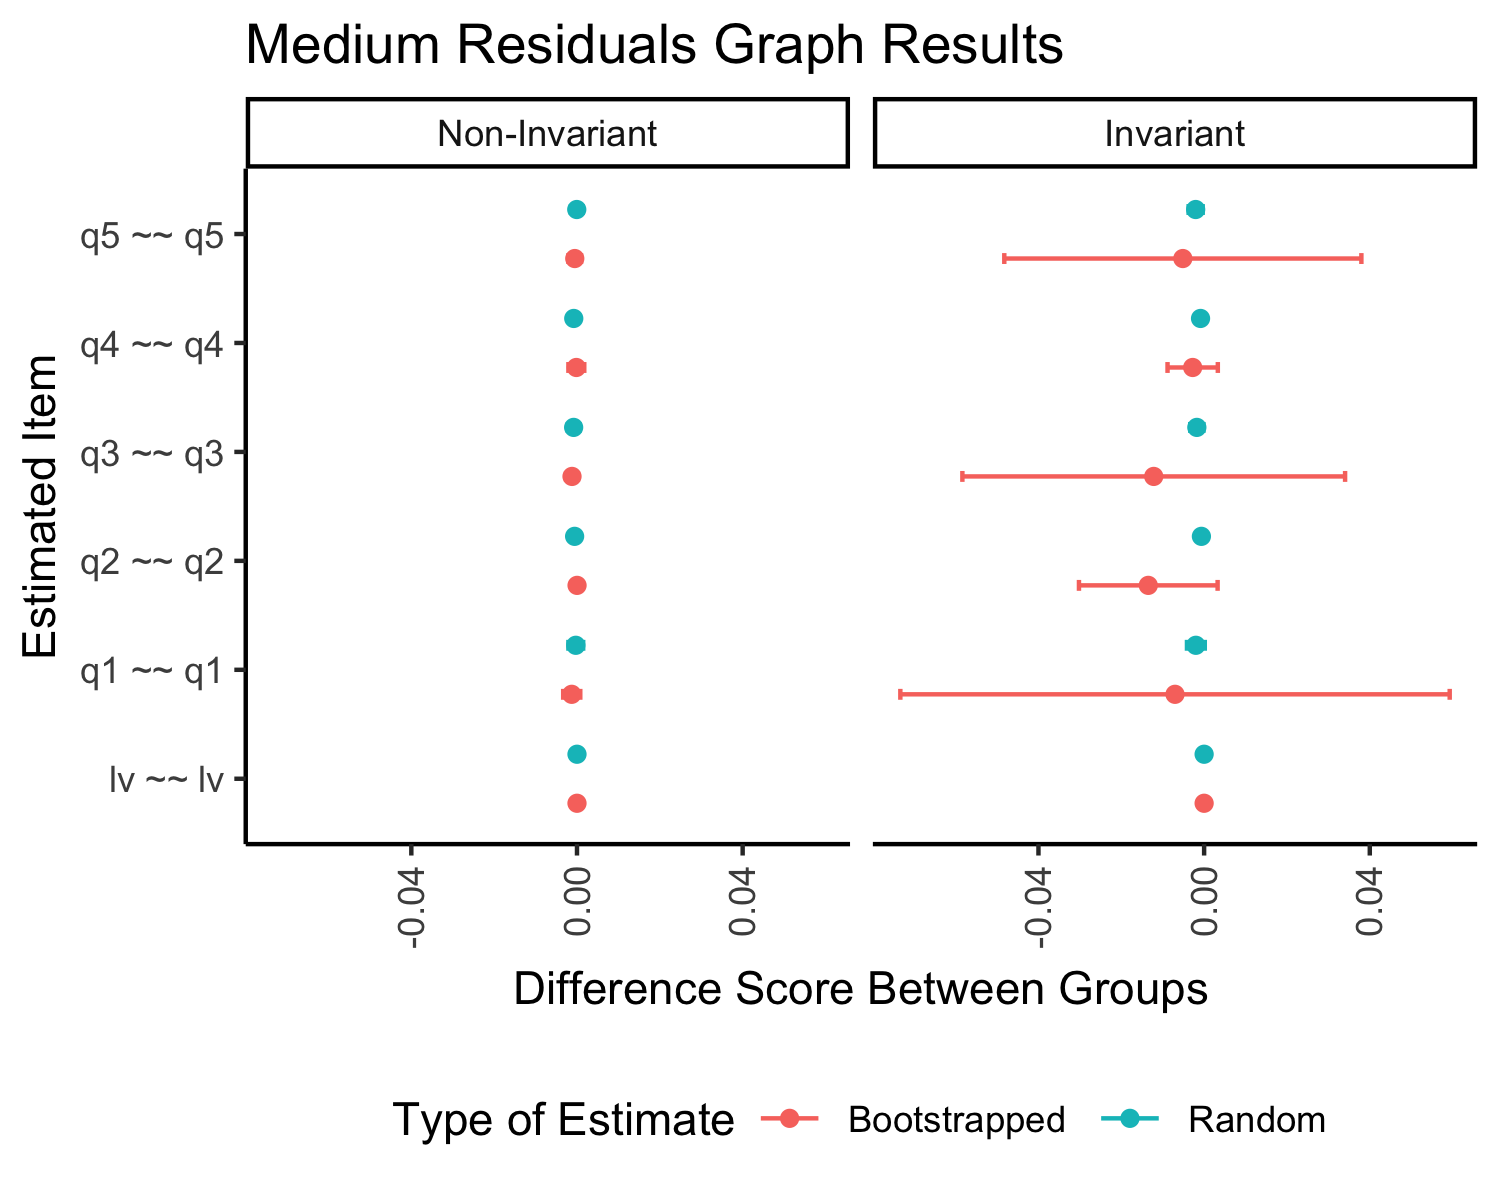 Medium Residuals Graph Results
Non-Invariant
Invariant
Estimated Item
q5 ~~ q5
q4 ~~ q4
q3 ~~ q3
q2 ~~ q2
q1 ~~ q1
lv ~~ lv
-0.04
0.00
0.04
-0.04
0.00
0.04
Difference Score Between Groups
Type of Estimate Bootstrapped Random